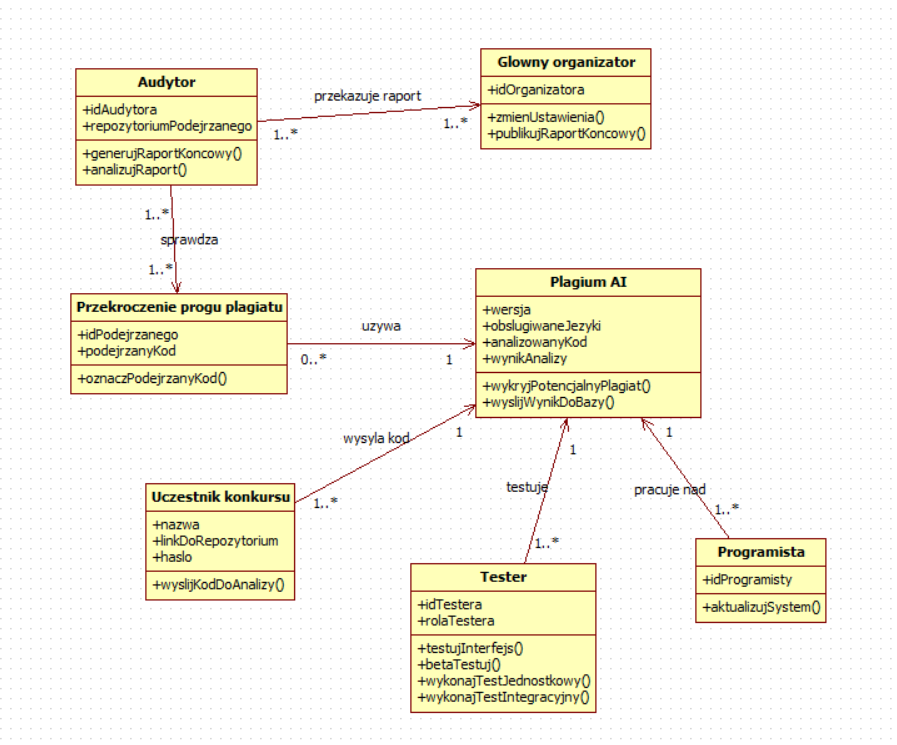 Audytor
+idAudytora
+repozytoriumPodejrzanego
+generujRaportKoncowy()
+analizujRaport()
przekazuje raport
1..*
1..*
Glowny organizator
+idOrganizatora
+zmienUstawienia()
+publikujRaportKoncowy()
1..*
sprawdza
1..*
Przekroczenie progu plagiatu
+idPodejrzanego
+podejrzanyKod
+oznaczPodejrzanyKod()
uzywa
0..*
1
Plagium AI
+wersja
+obslugiwaneJezyki
+analizowanyKod
+wynikAnalizy
+wykryjPotencjalnyPlagiat()
+wyslijWynikDoBazy()
wysyla kod
1
1..*
Uczestnik konkursu
+nazwa
+linkDoRepozytorium
+haslo
+wyslijKodDoAnalizy()
1
testuje
1..*
Tester
+idTestera
+rolaTestera
+testujInterfejs()
+betaTestuj()
+wykonajTestJednostkowy()
+wykonajTestIntegracyjny()
1
pracuje nad
1..*
Programista
+idProgramisty
+aktualizujSystem()